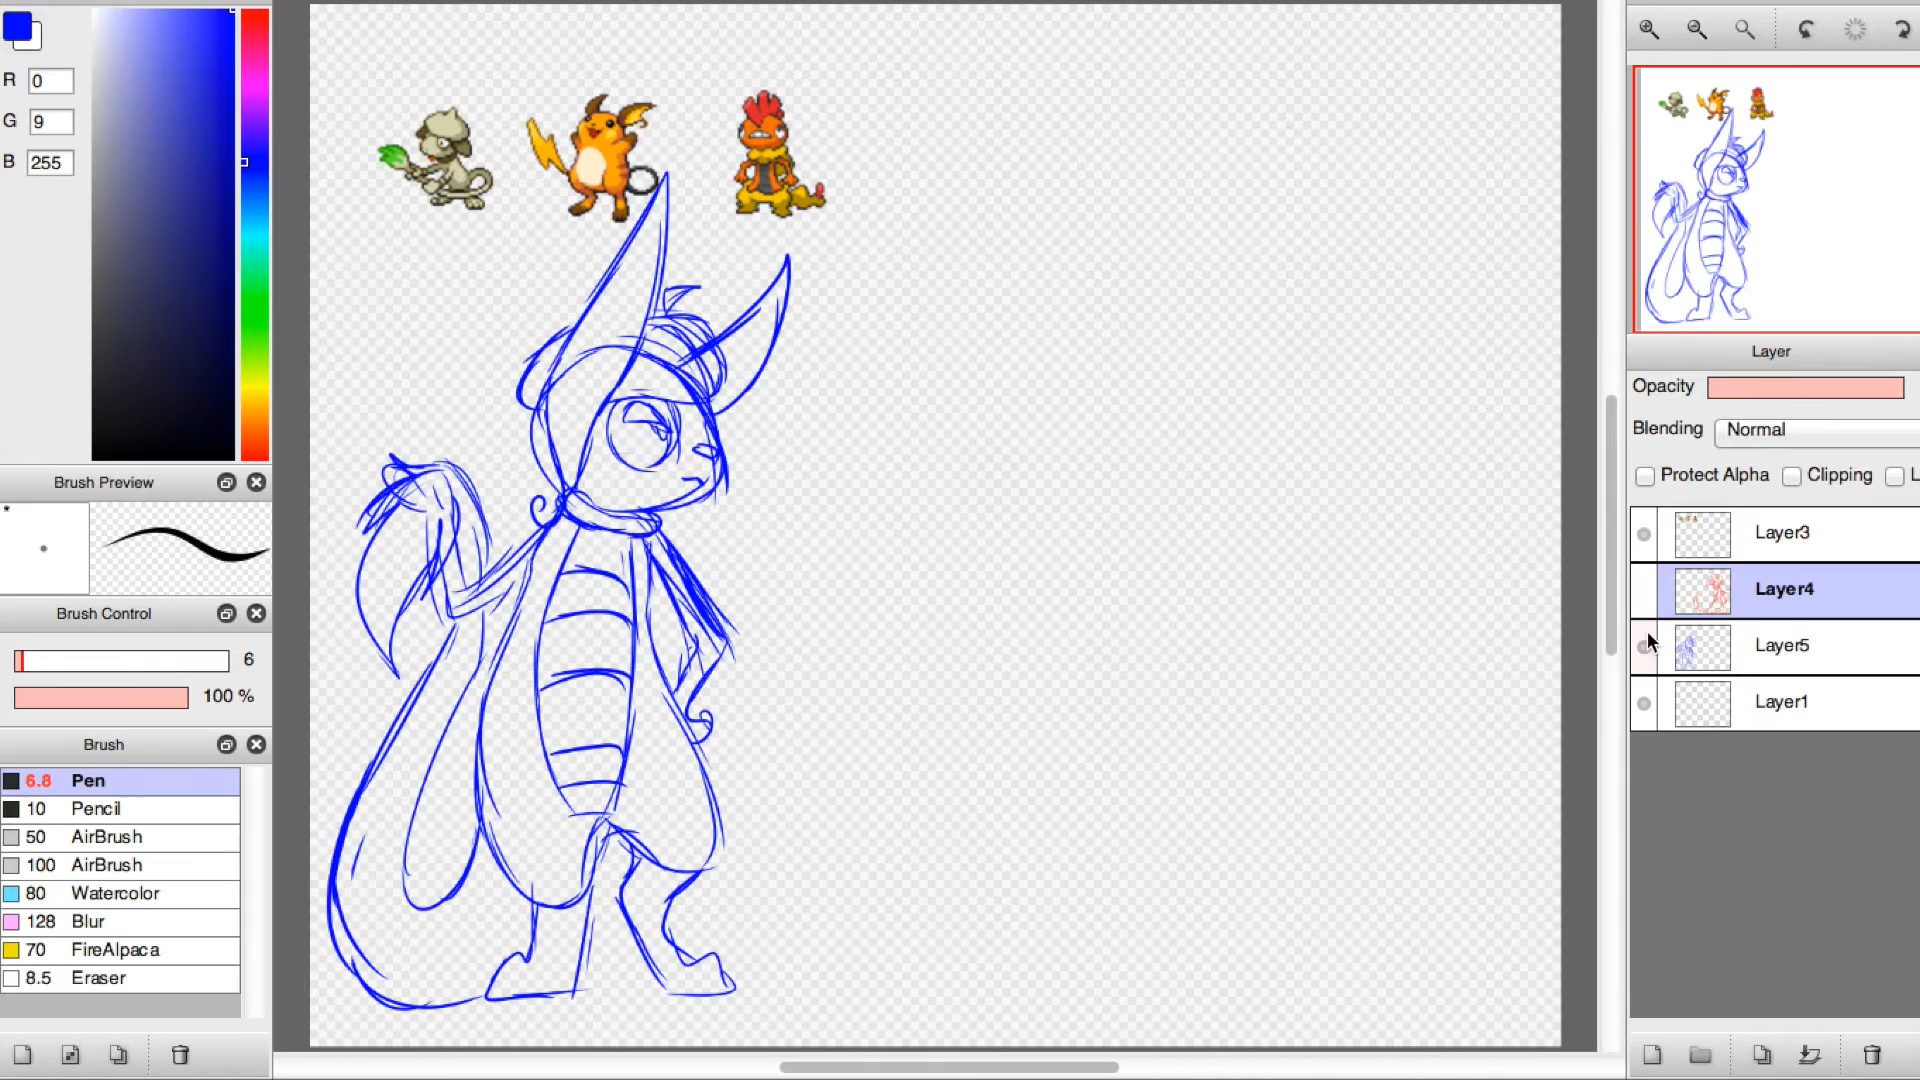 R 0
G 9
B 255
Brush Preview
*
Brush Control
6
100 %
Brush
6.8 Pen
10 Pencil
50 AirBrush
100 AirBrush
80 Watercolor
128 Blur
70 FireAlpaca
8.5 Eraser
Layer
Opacity
Blending Normal
Protect Alpha Clipping L
Layer3
Layer4
Layer5
Layer1